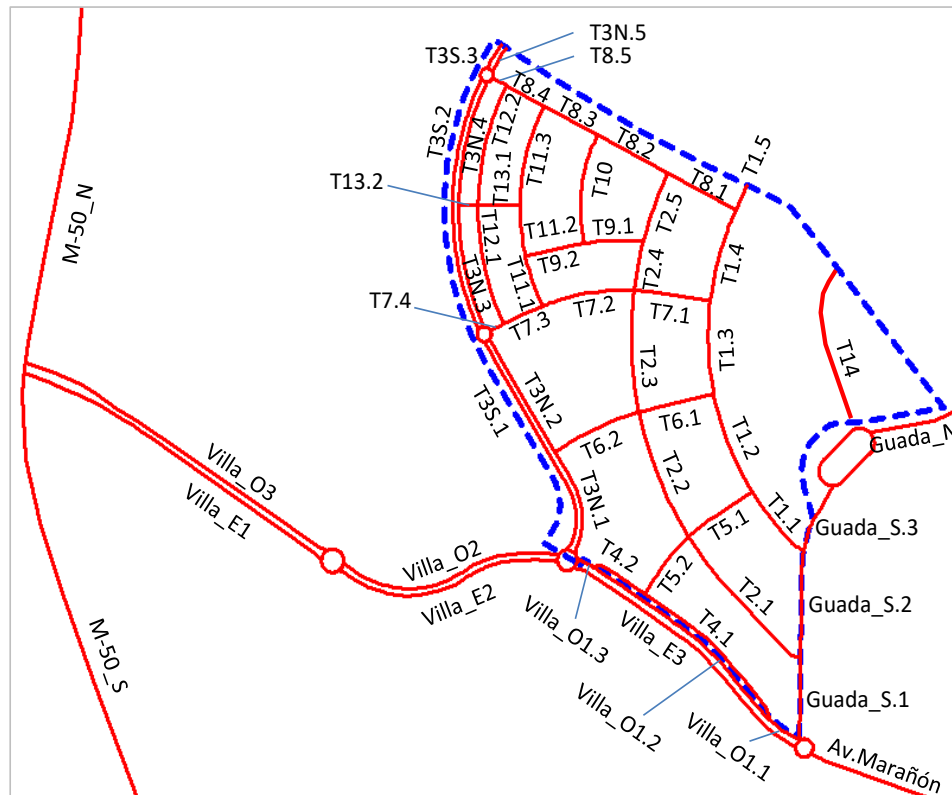 T3N.5
T3S.3
T8.5
T8.4
T8.3
T12.2
T8.2
T3S.2
T3N.4
T11.3
T1.5
T13.1
T10
T8.1
T13.2
T2.5
M-50_N
T11.2
T9.1
T12.1
T9.2
T2.4
T1.4
T3N.3
T11.1
T7.4
T7.3
T7.2
T7.1
T1.3
T14
T2.3
T3S.1
T3N.2
T6.2
T6.1
T1.2
Guada_N
Villa_O3
Villa_E1
T3N.1
T2.2
T5.1
T1.1
Guada_S.3
Villa_O2
T4.2
T5.2
Villa_E2
T2.1
Guada_S.2
Villa_O1.3
Villa_E3
T4.1
M-50_S
Guada_S.1
Villa_O1.2
Villa_O1.1
Av.Marañón